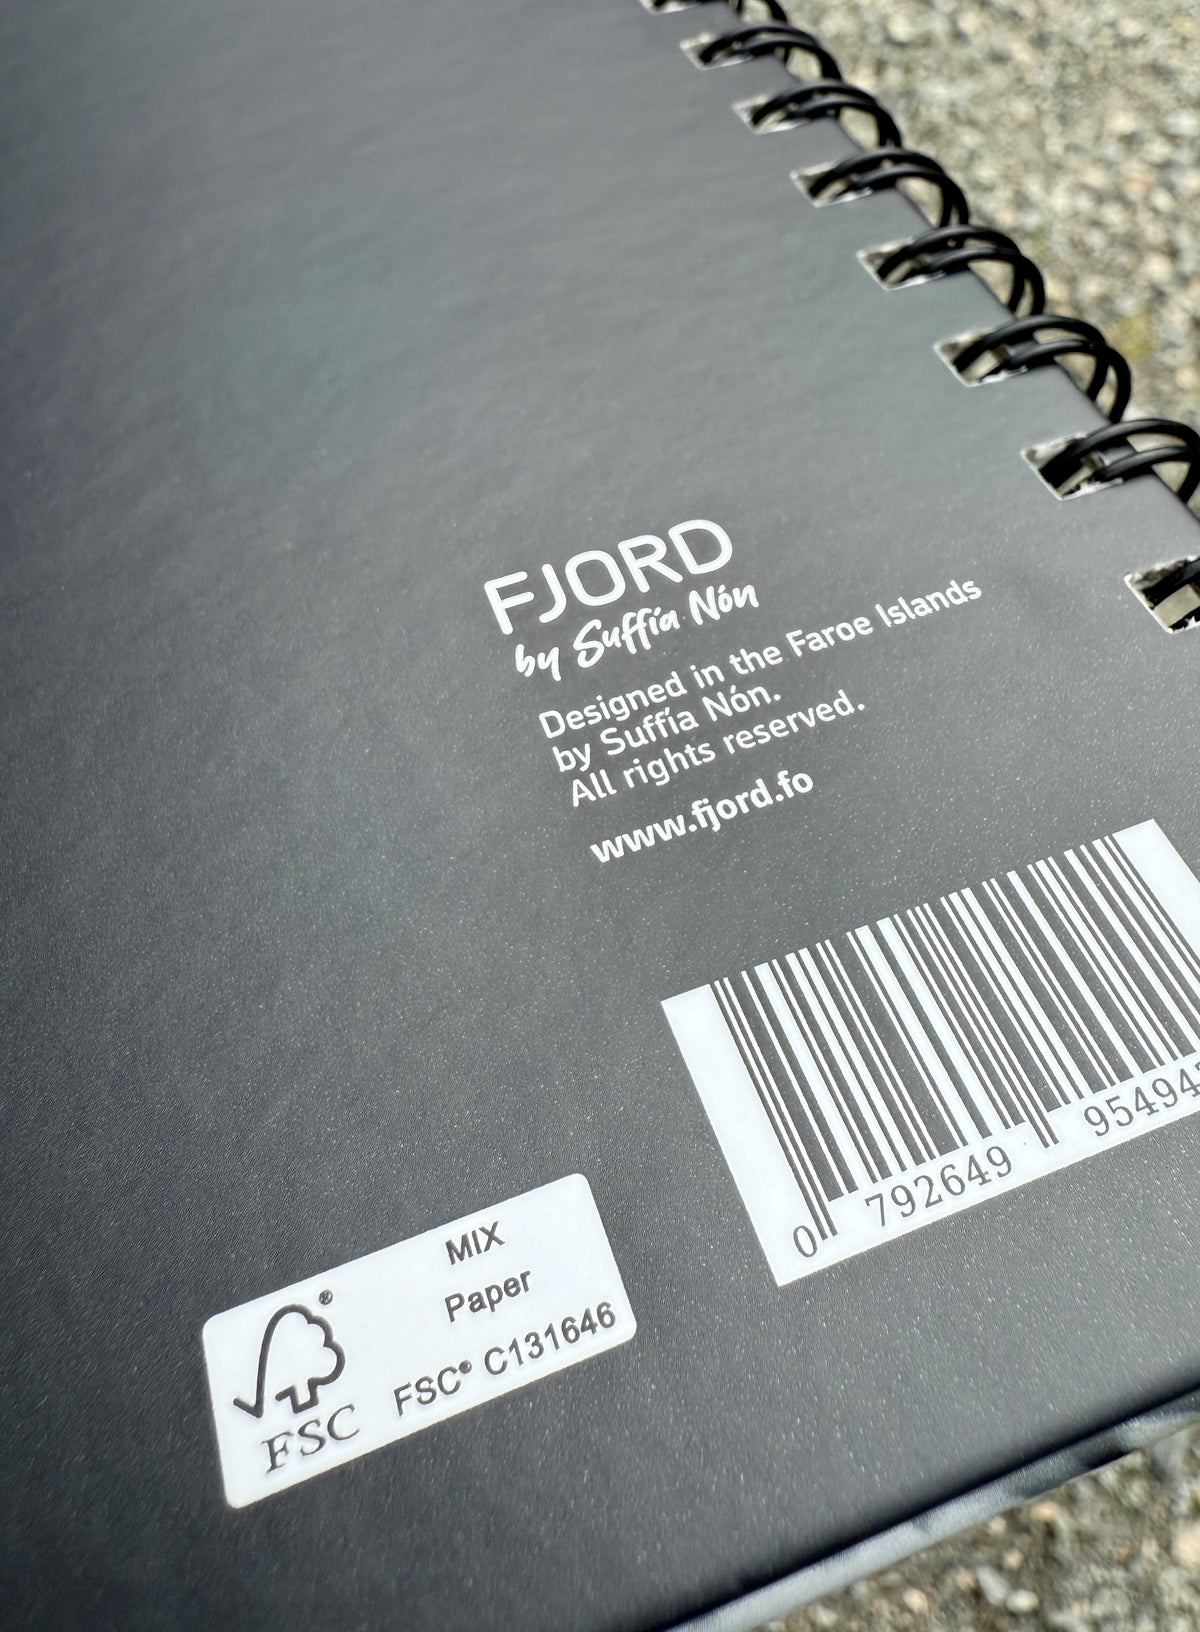 FJORD
by Suffía Nón
Designed in the Faroe Islands
by Suffía Nón.
All rights reserved.
www.fjord.fo
0 792649 95494
MIX
Paper
FSC® C131646
®
FSC